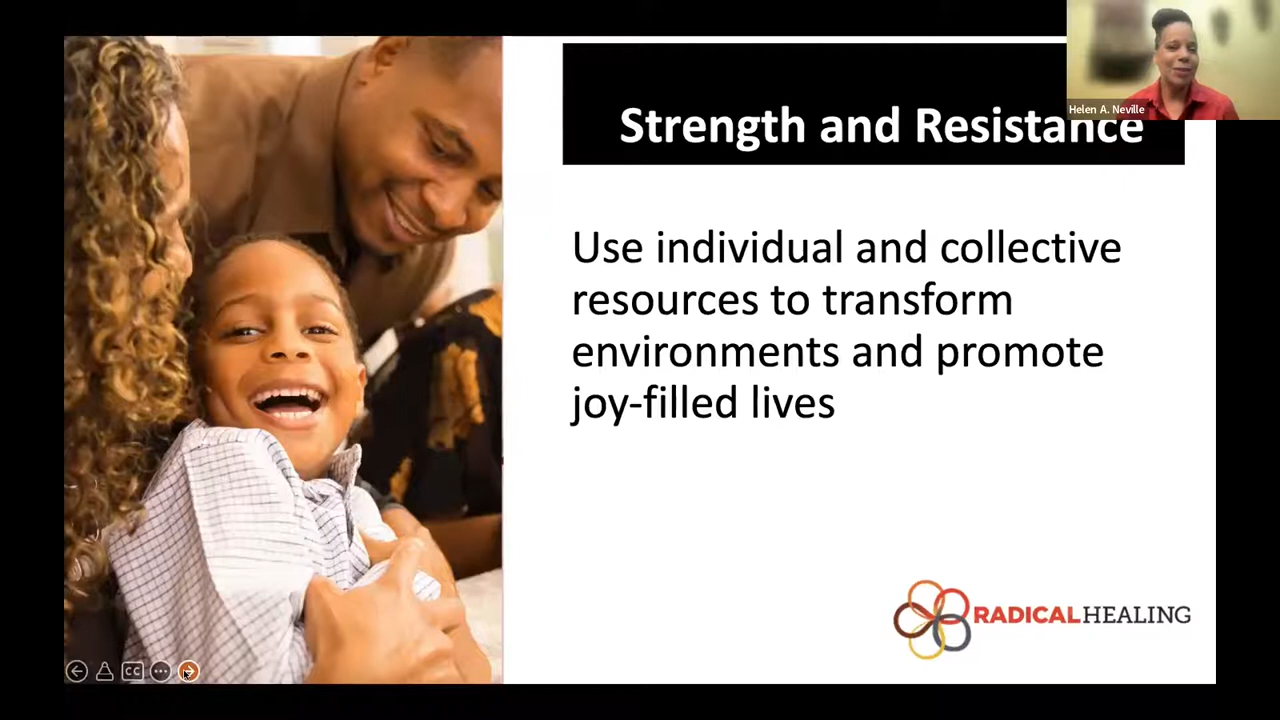 Helen A. Neville
Strength and Resistance
Use individual and collective
resources to transform
environments and promote
joy-filled lives
RADICALHEALING
CC